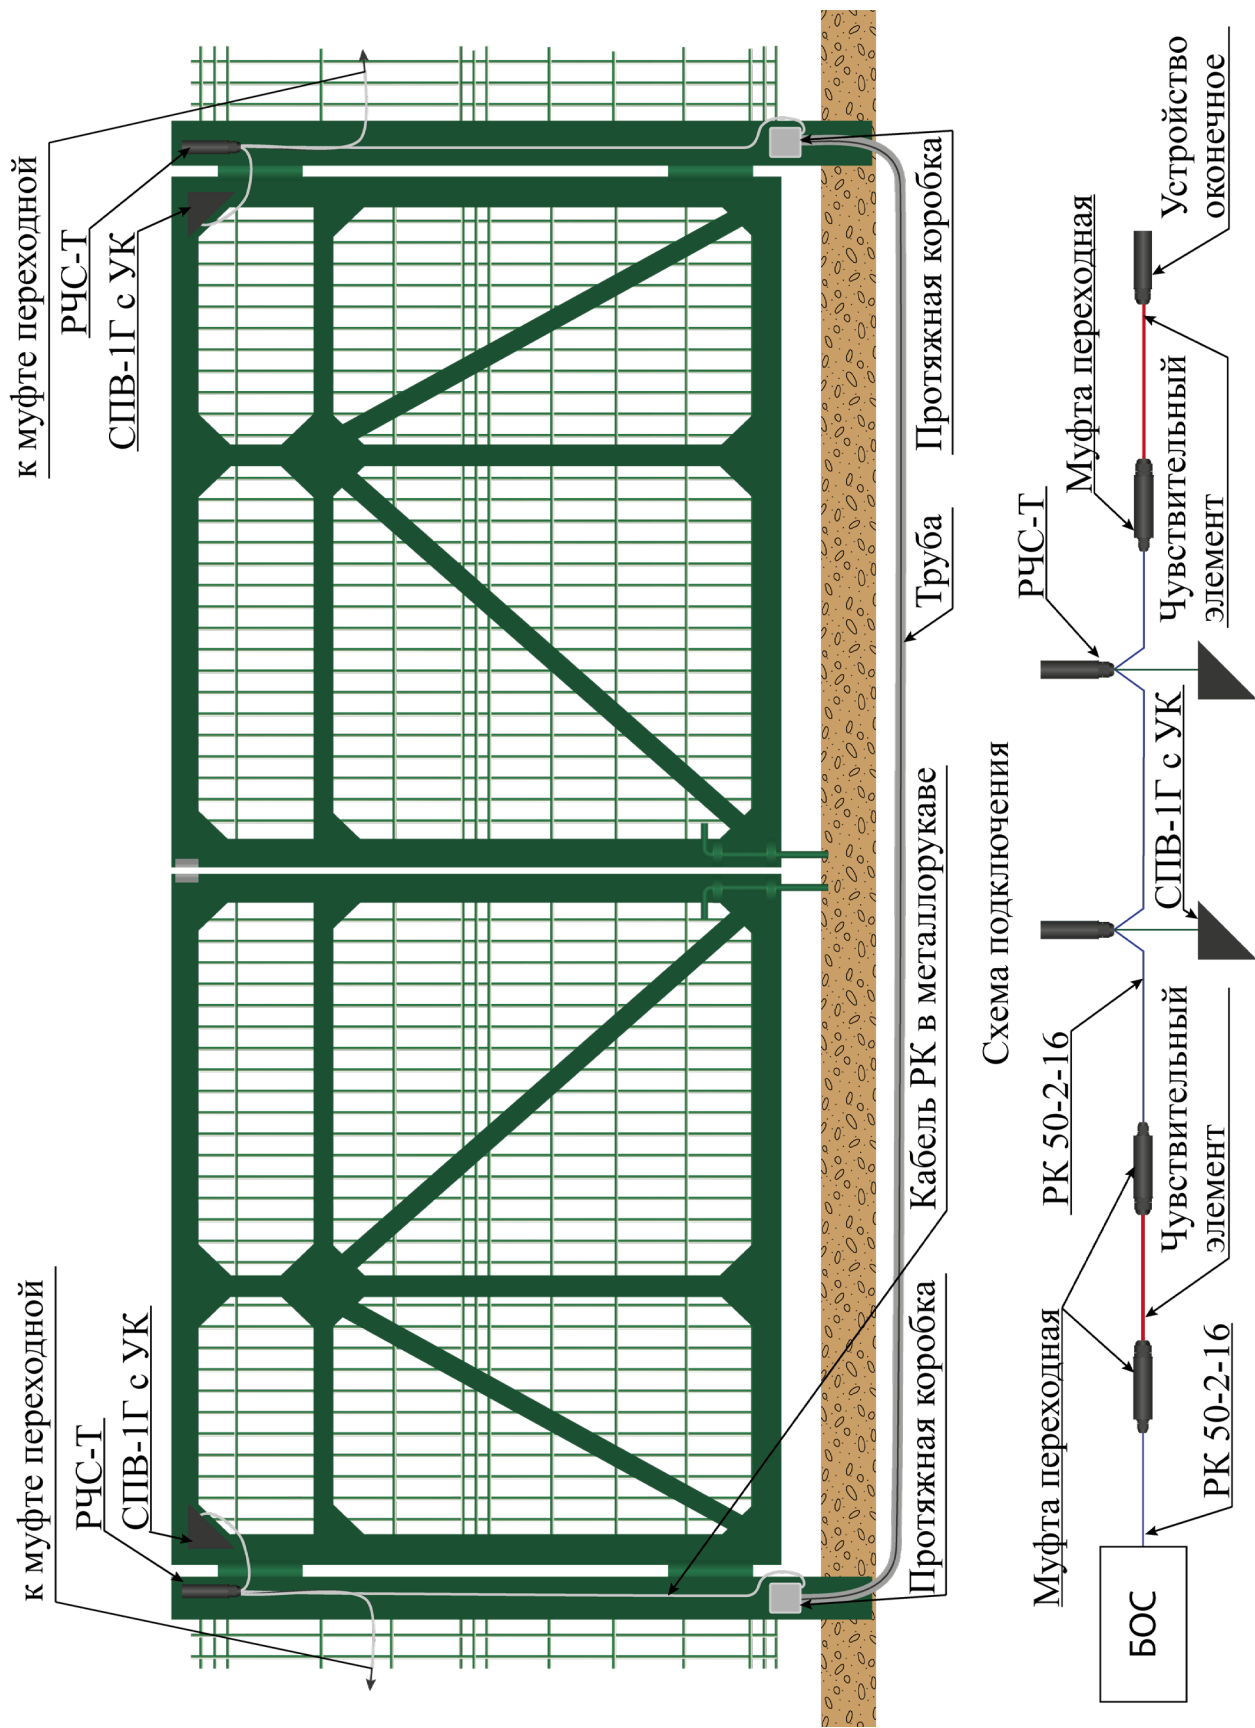 к муфте переходной
РЧС-Т
СПВ-1Г с УК
к муфте переходной
РЧС-Т
СПВ-1Г с УК
Протяжная коробка
Кабель РК в металлорукаве
Труба
Протяжная коробка
Схема подключения
БОС
РК 50-2-16
Муфта переходная
Чувствительный
элемент
РК 50-2-16
СПВ-1Г с УК
РЧС-Т
Чувствительный
элемент
Муфта переходная
Устройство
оконечное